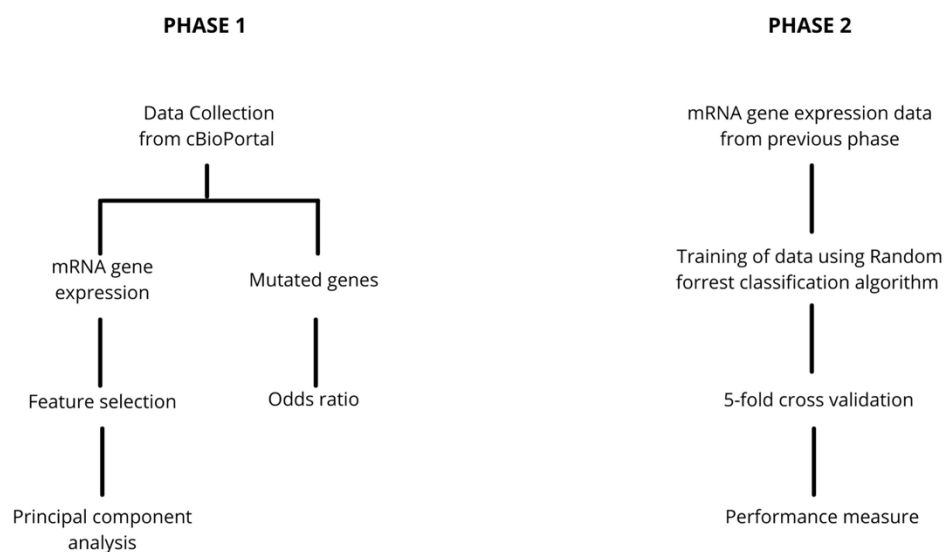 PHASE 1
Data Collection
from cBioPortal
mRNA gene
expression
Mutated genes
Feature selection
Odds ratio
Principal component
analysis
PHASE 2
mRNA gene expression data
from previous phase
Training of data using Random
forrest classification algorithm
5-fold cross validation
Performance measure